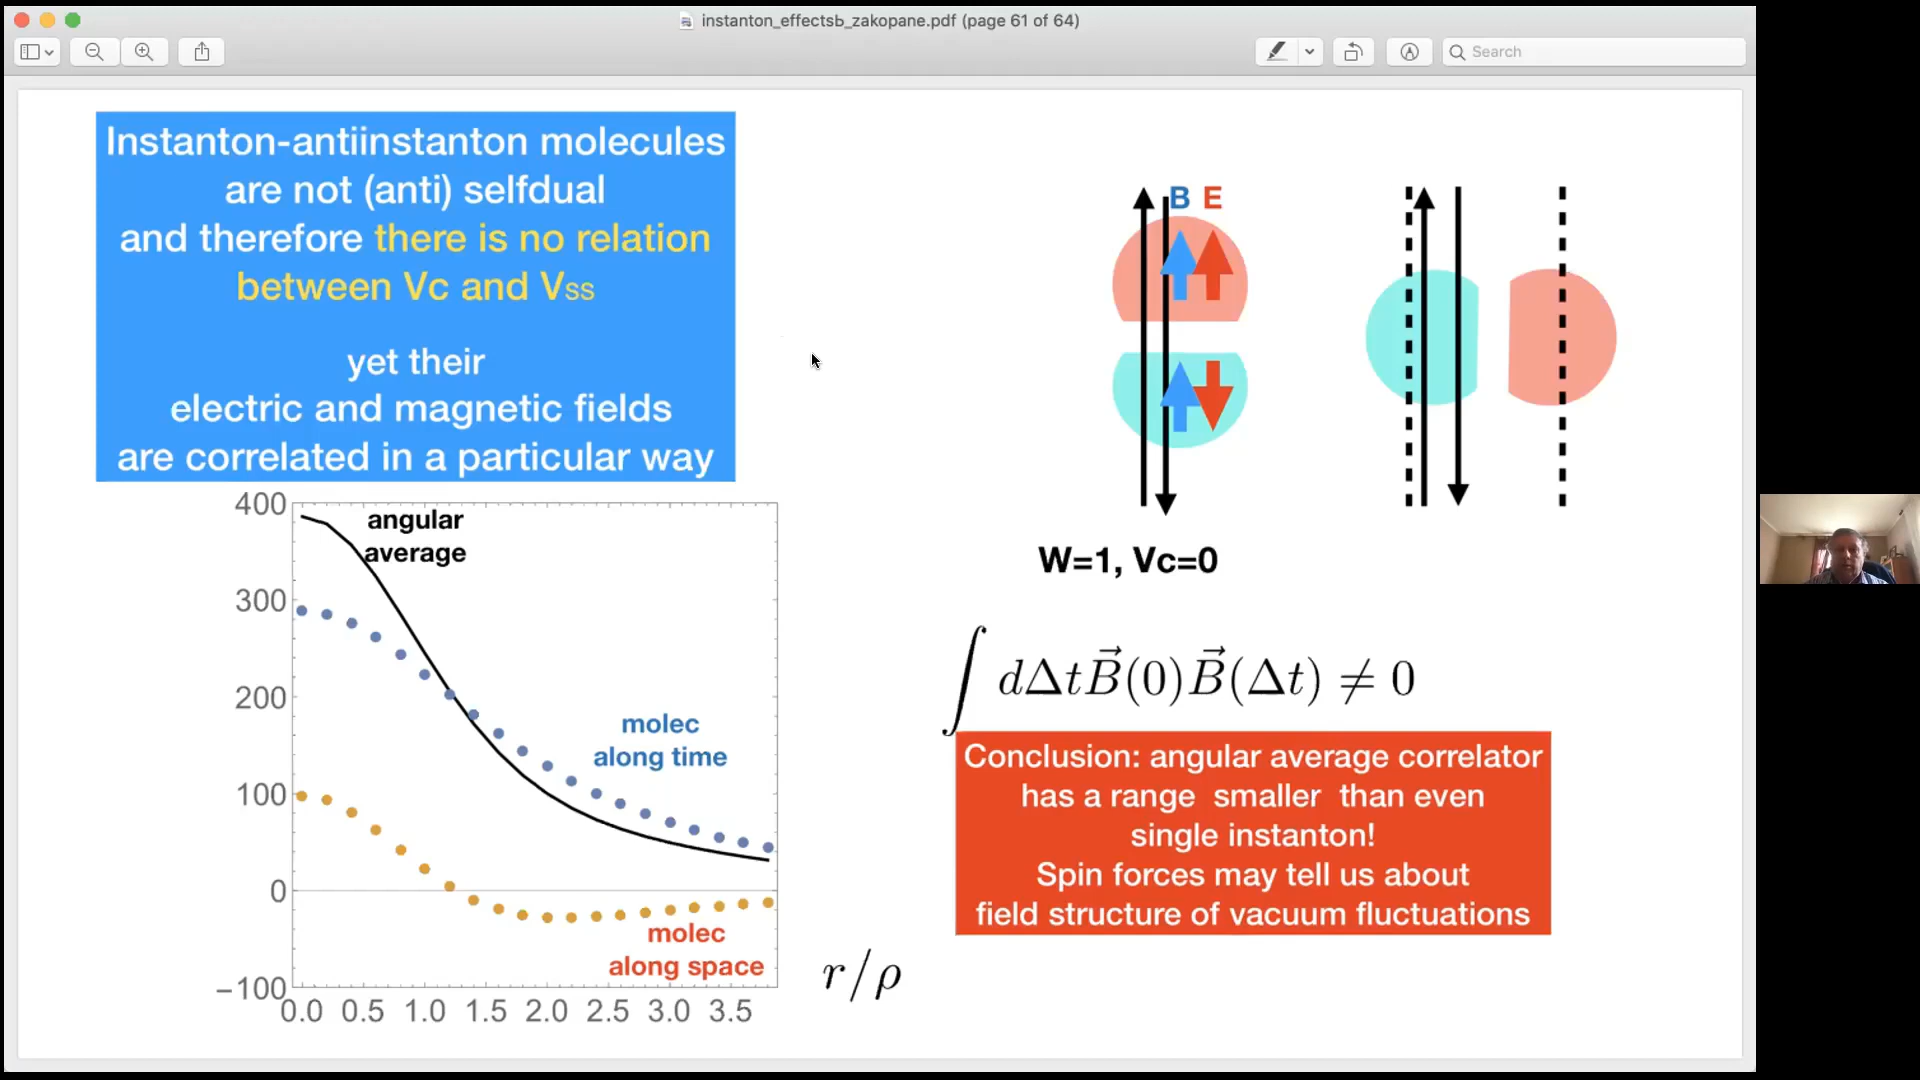 instanton_effectsb_zakopane.pdf (page 61 of 64)
Search
Instanton-antiinstanton molecules
are not (anti) selfdual
and therefore there is no relation
between Vc and Vss
yet their
electric and magnetic fields
are correlated in a particular way
B E
W=1, Vc=0
∫ dΔt B⃗(0)B⃗(Δt) ≠ 0
Conclusion: angular average correlator
has a range smaller than even
single instanton!
Spin forces may tell us about
field structure of vacuum fluctuations
400
300
200
100
0
−100
angular
average
molec
along time
molec
along space
0.0 0.5 1.0 1.5 2.0 2.5 3.0 3.5
r/ρ